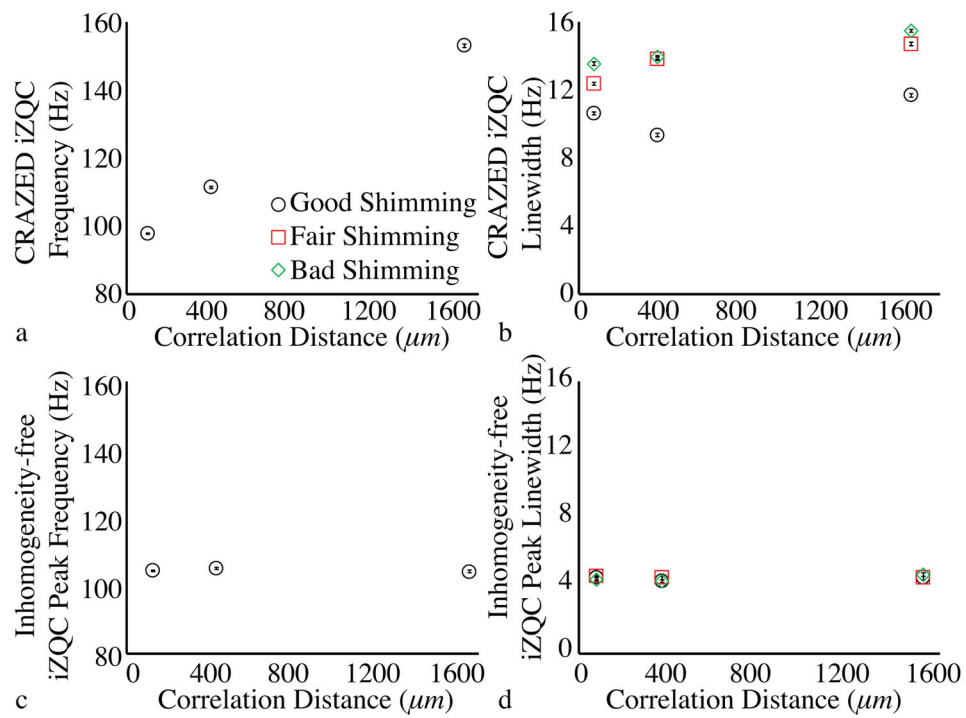 160
140
120
100
80
CRAZED iZQC
Frequency (Hz)
Good Shimming
Fair Shimming
Bad Shimming
0 400 800 1200 1600
a Correlation Distance (μm)
16
12
8
4
0
CRAZED iZQC
Linewidth (Hz)
0 400 800 1200 1600
b Correlation Distance (μm)
160
140
120
100
80
Inhomogeneity-free
iZQC Peak Frequency (Hz)
0 400 800 1200 1600
c Correlation Distance (μm)
16
12
8
4
0
Inhomogeneity-free
iZQC Peak Linewidth (Hz)
0 400 800 1200 1600
d Correlation Distance (μm)